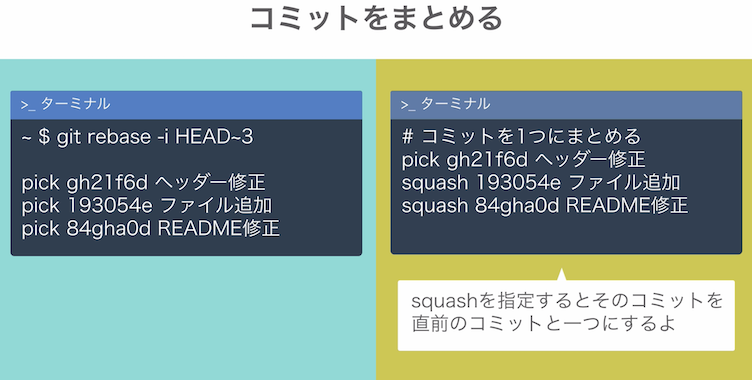 コミットをまとめる
>_ ターミナル
~ $ git rebase -i HEAD~3
pick gh21f6d ヘッダー修正
pick 193054e ファイル追加
pick 84gha0d README修正
>_ ターミナル
# コミットを1つにまとめる
pick gh21f6d ヘッダー修正
squash 193054e ファイル追加
squash 84gha0d README修正
squashを指定するとそのコミットを
直前のコミットと一つにするよ